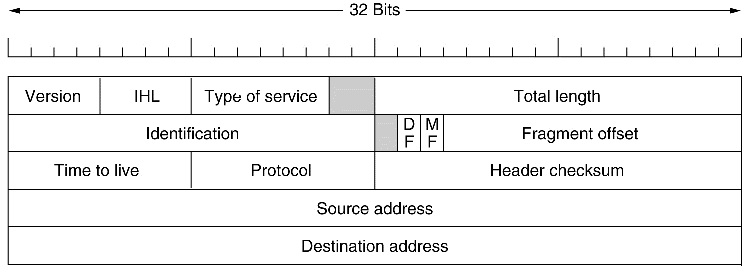 32 Bits
Version IHL Type of service Total length
Identification D F M F Fragment offset
Time to live Protocol Header checksum
Source address
Destination address